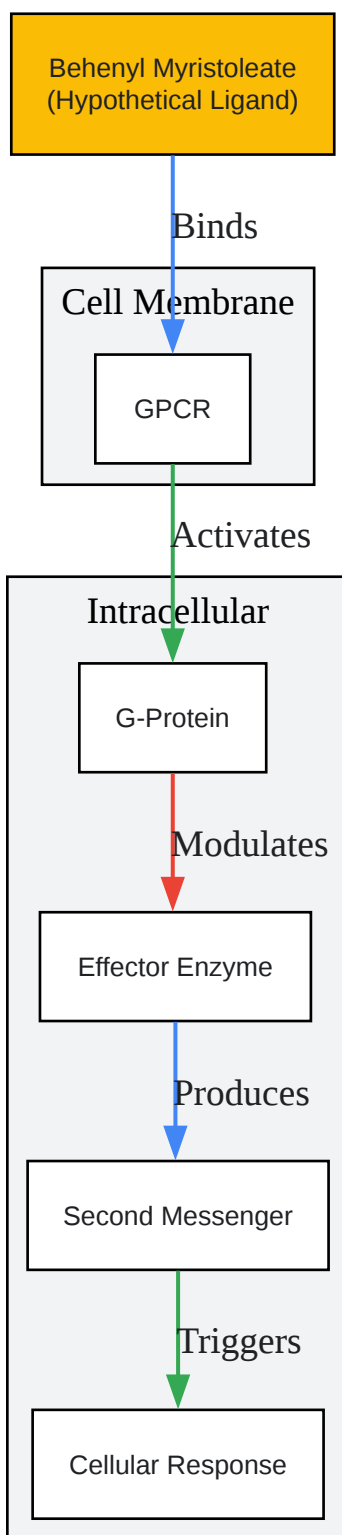 Behenyl Myristoleate
(Hypothetical Ligand)
Binds
Cell Membrane
GPCR
Activates
Intracellular
G-Protein
Modulates
Effector Enzyme
Produces
Second Messenger
Triggers
Cellular Response